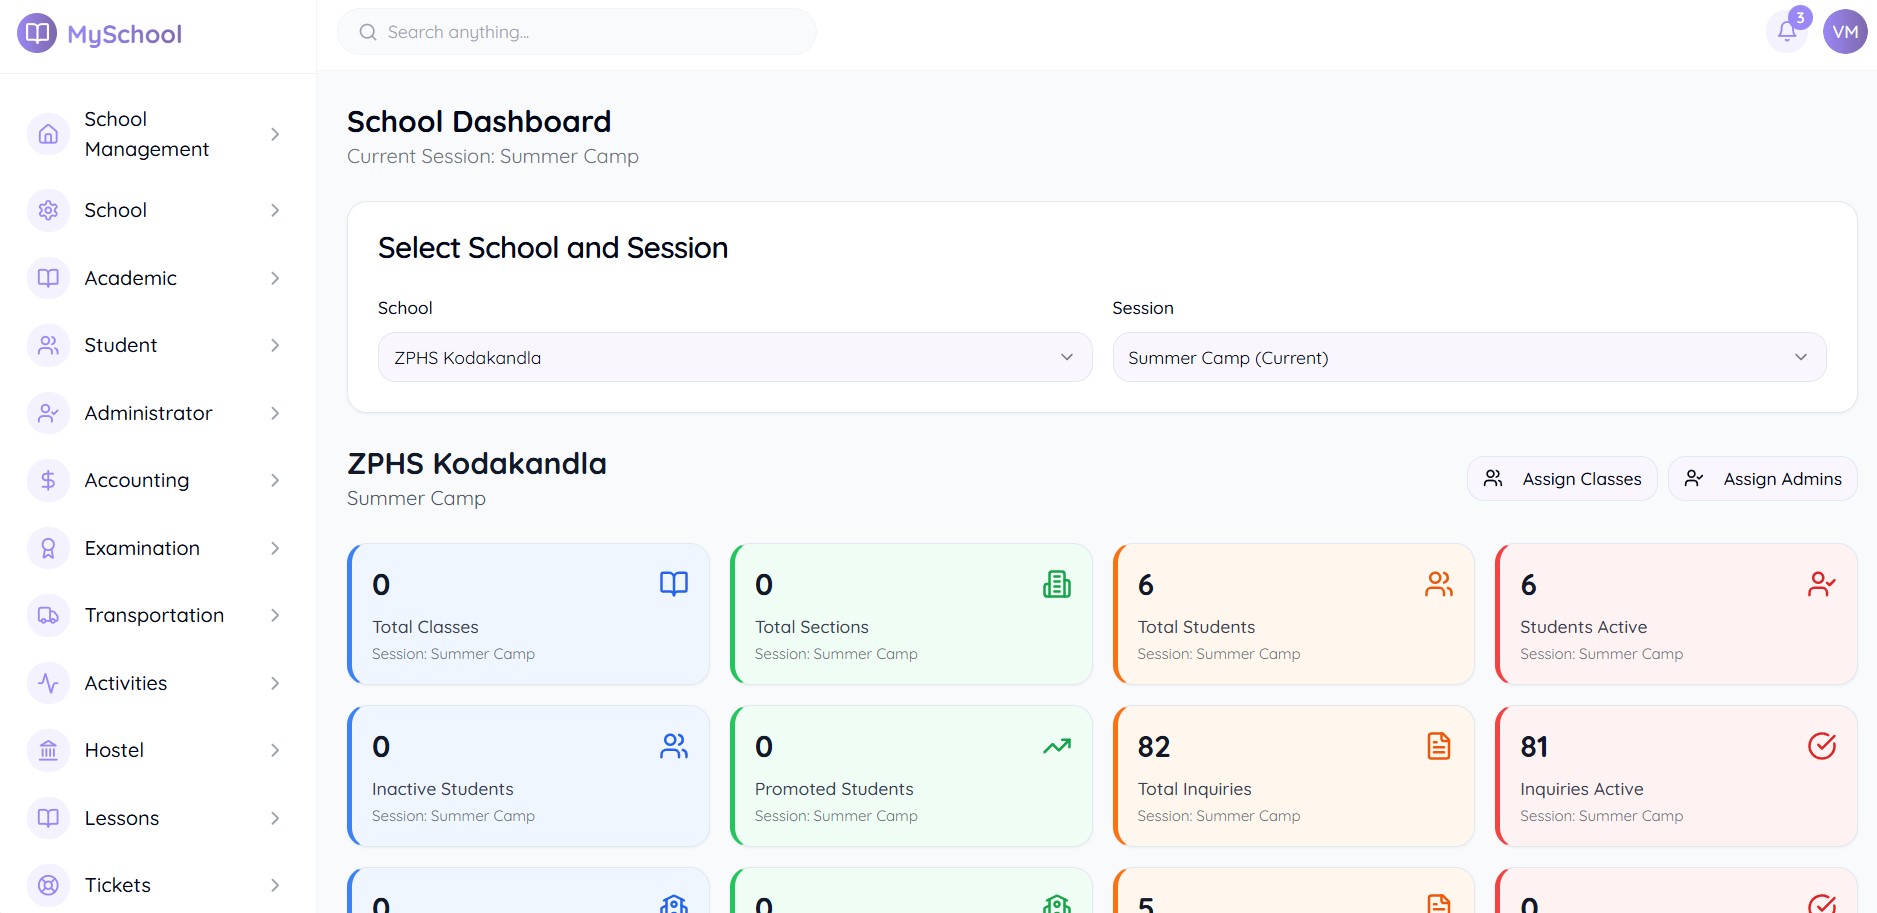 MySchool
Search anything...
3
VM
School
Management
School
Academic
Student
Administrator
Accounting
Examination
Transportation
Activities
Hostel
Lessons
Tickets
School Dashboard
Current Session: Summer Camp
Select School and Session
School
Session
ZPHS Kodakandla
Summer Camp (Current)
ZPHS Kodakandla
Summer Camp
Assign Classes
Assign Admins
0
Total Classes
Session: Summer Camp
0
Total Sections
Session: Summer Camp
6
Total Students
Session: Summer Camp
6
Students Active
Session: Summer Camp
0
Inactive Students
Session: Summer Camp
0
Promoted Students
Session: Summer Camp
82
Total Inquiries
Session: Summer Camp
81
Inquiries Active
Session: Summer Camp
0
0
5
0